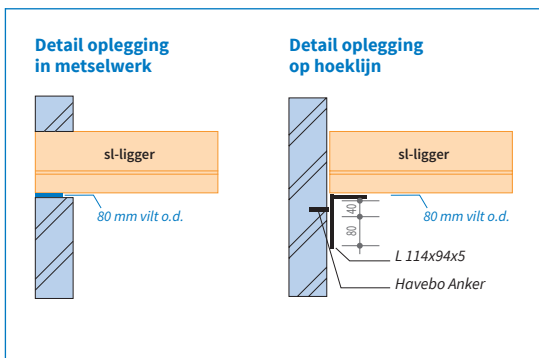 Detail oplegging
in metselwerk
sl-ligger
80 mm vilt o.d.
Detail oplegging
op hoeklijn
sl-ligger
40
80
80 mm vilt o.d.
L 114x94x5
Havebo Anker